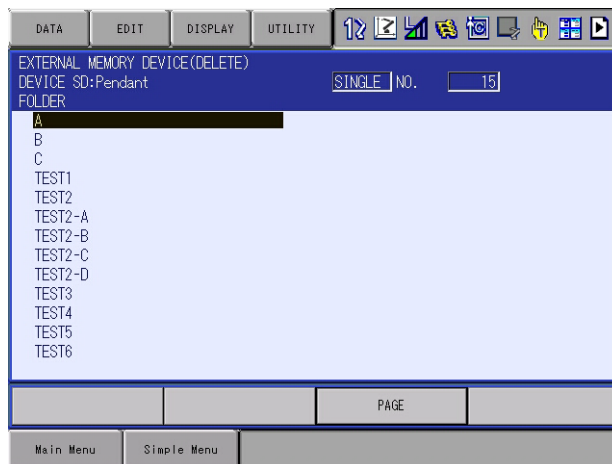 DATA EDIT DISPLAY UTILITY
EXTERNAL MEMORY DEVICE(DELETE)
DEVICE SD:Pendant SINGLE NO. 15
FOLDER
A
B
C
TEST1
TEST2
TEST2-A
TEST2-B
TEST2-C
TEST2-D
TEST3
TEST4
TEST5
TEST6
PAGE
Main Menu Simple Menu